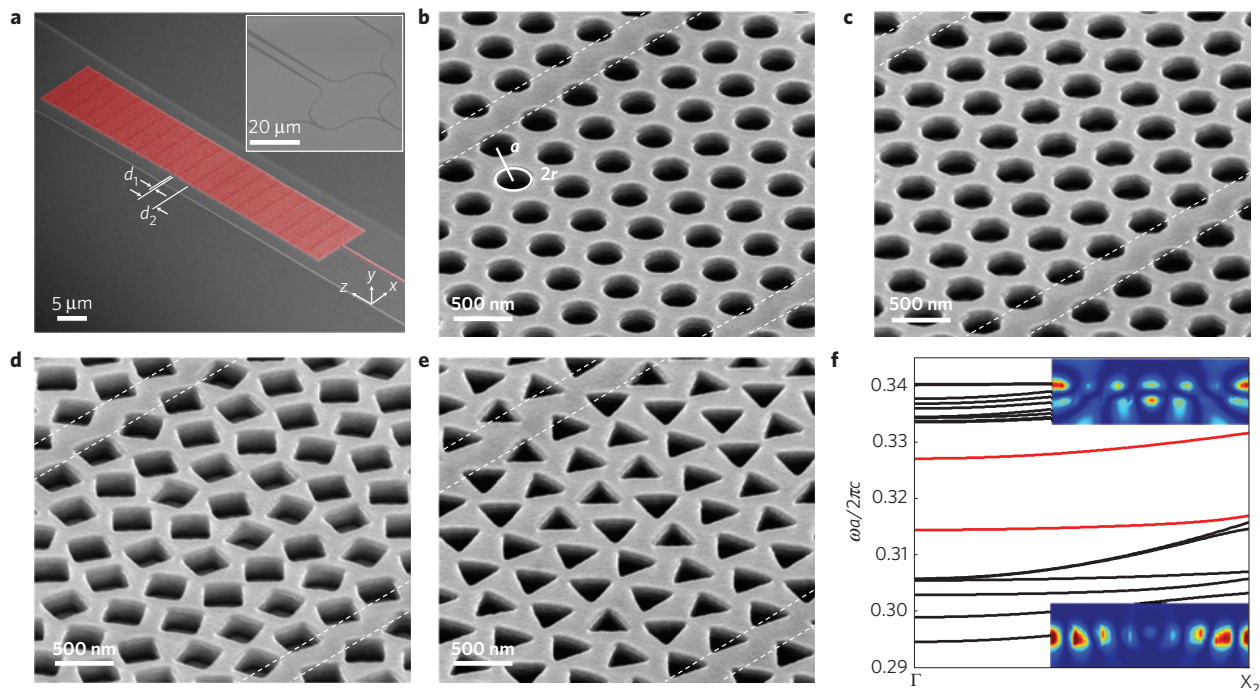 a
20 μm
d1
d2
y
x
z
5 μm
b
a
2r
500 nm
c
500 nm
d
500 nm
e
500 nm
f
0.34
0.33
0.32
0.31
0.30
0.29
ωa/2πc
Γ
X2